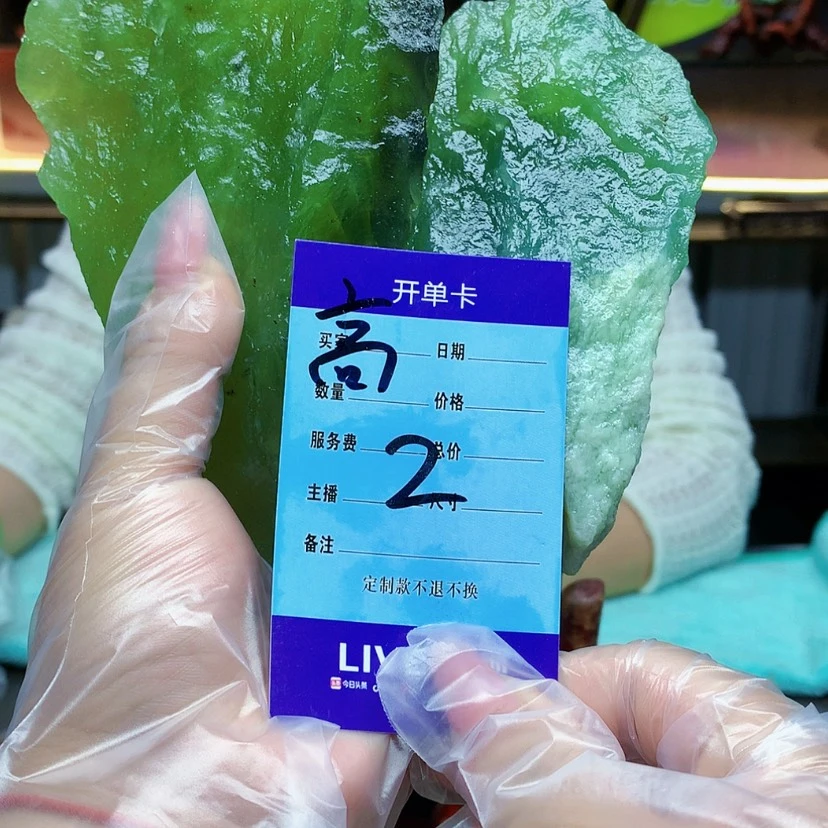 开单卡
高
买家 日期
数量 价格
服务费 总价
2
主播 尺寸
备注
定制款不退不换
LIV
今日头条